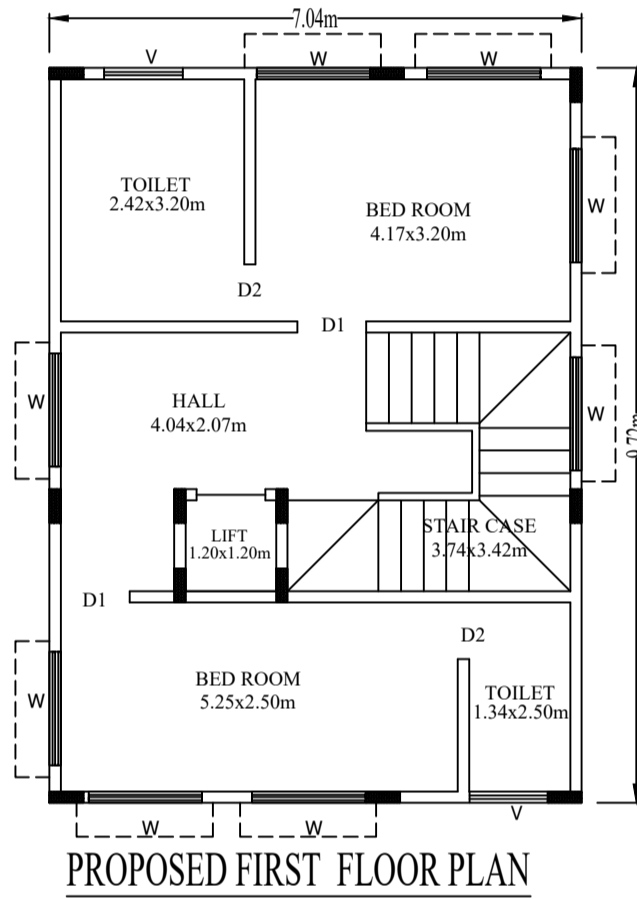 7.04m
V
W
W
TOILET
2.42x3.20m
BED ROOM
4.17x3.20m
W
D2
D1
W
HALL
4.04x2.07m
W
9.72m
LIFT
1.20x1.20m
STAIR CASE
3.74x3.42m
D1
D2
W
BED ROOM
5.25x2.50m
TOILET
1.34x2.50m
W
W
V
PROPOSED FIRST FLOOR PLAN